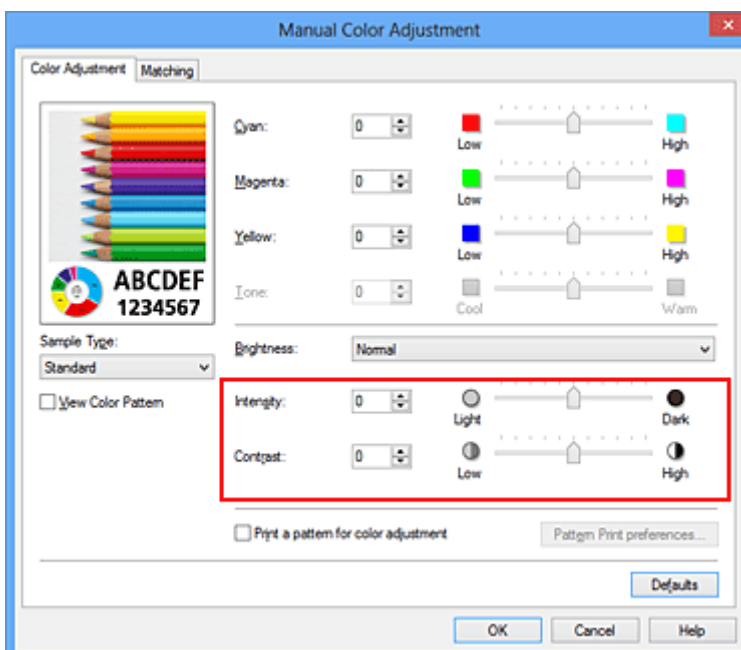 Manual Color Adjustment
Color Adjustment Matching
Cyan: 0 Low High
Magenta: 0 Low High
Yellow: 0 Low High
Tone: 0 Cool Warm
ABCDEF
1234567
Sample Type:
Standard
View Color Pattern
Brightness: Normal
Intensity: 0 Light Dark
Contrast: 0 Low High
Print a pattern for color adjustment Pattern Print preferences...
Defaults
OK Cancel Help